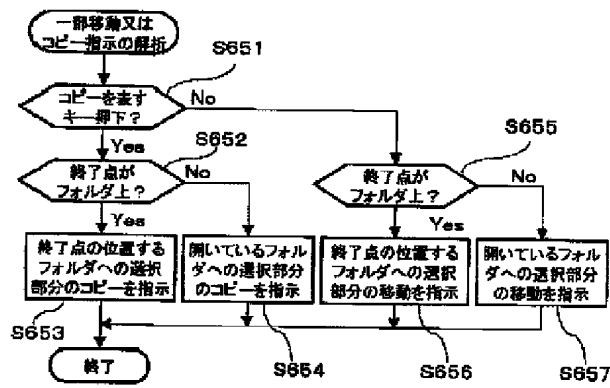 一部移動又は
コピー指示の解析
S651
コピーを表す
キー押下？
No
Yes
S652
終了点が
フォルダ上？
No
Yes
S655
終了点が
フォルダ上？
No
Yes
終了点の位置する
フォルダへの選択
部分のコピーを指示
S653
開いているフォル
ダへの選択部分
のコピーを指示
S654
終了点の位置する
フォルダへの選択
部分の移動を指示
S656
開いているフォル
ダへの選択部分
の移動を指示
S657
終了